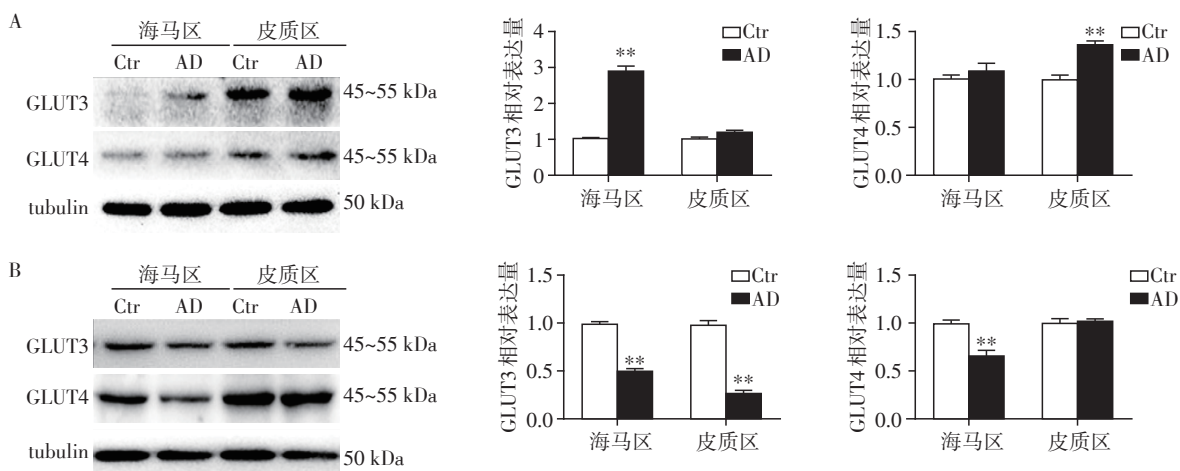 A
海马区 皮质区
Ctr AD Ctr AD
GLUT3 45~55 kDa
GLUT4 45~55 kDa
tubulin 50 kDa
GLUT3相对表达量
4
3
2
1
0
**
Ctr
AD
海马区 皮质区
GLUT4相对表达量
1.5
1.0
0.5
0.0
**
Ctr
AD
海马区 皮质区
B
海马区 皮质区
Ctr AD Ctr AD
GLUT3 45~55 kDa
GLUT4 45~55 kDa
tubulin 50 kDa
GLUT3相对表达量
1.5
1.0
0.5
0.0
**
**
Ctr
AD
海马区 皮质区
GLUT4相对表达量
1.5
1.0
0.5
0.0
**
Ctr
AD
海马区 皮质区